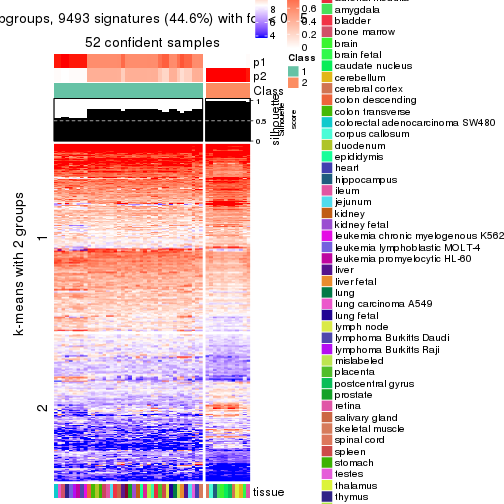 ogroups, 9493 signatures (44.6%) with fo
52 confident samples
p1
p2
Class
1
0.5
0
silhouette
score
k-means with 2 groups
1
2
tissue
8
6
4
0.6
0.4
0.2
0
Class
1
2
amygdala
bladder
bone marrow
brain
brain fetal
caudate nucleus
cerebellum
cerebral cortex
colon descending
colon transverse
colorectal adenocarcinoma SW480
corpus callosum
duodenum
epididymis
heart
hippocampus
ileum
jejunum
kidney
kidney fetal
leukemia chronic myelogenous K562
leukemia lymphoblastic MOLT-4
leukemia promyelocytic HL-60
liver
liver fetal
lung
lung carcinoma A549
lung fetal
lymph node
lymphoma Burkitts Daudi
lymphoma Burkitts Raji
mislabeled
placenta
postcentral gyrus
prostate
retina
salivary gland
skeletal muscle
spinal cord
spleen
stomach
testes
thalamus
thymus